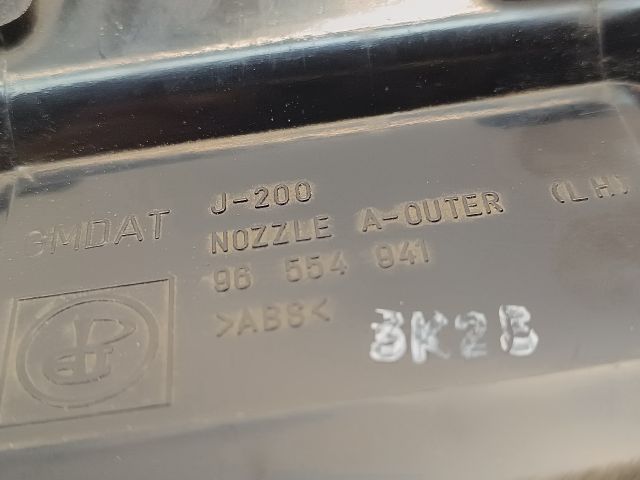 GMDAT
J-200
NOZZLE A-OUTER (LH)
96 554 941
>ABS<
3K2B